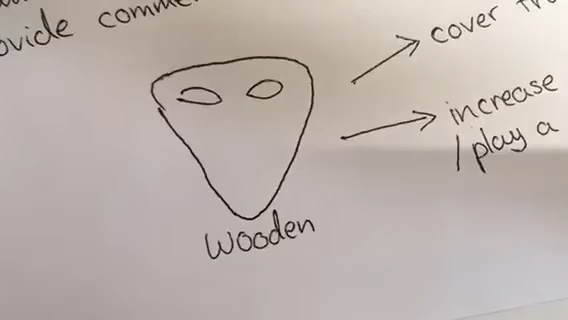 ovide comme
cover
increase
/play a
wooden